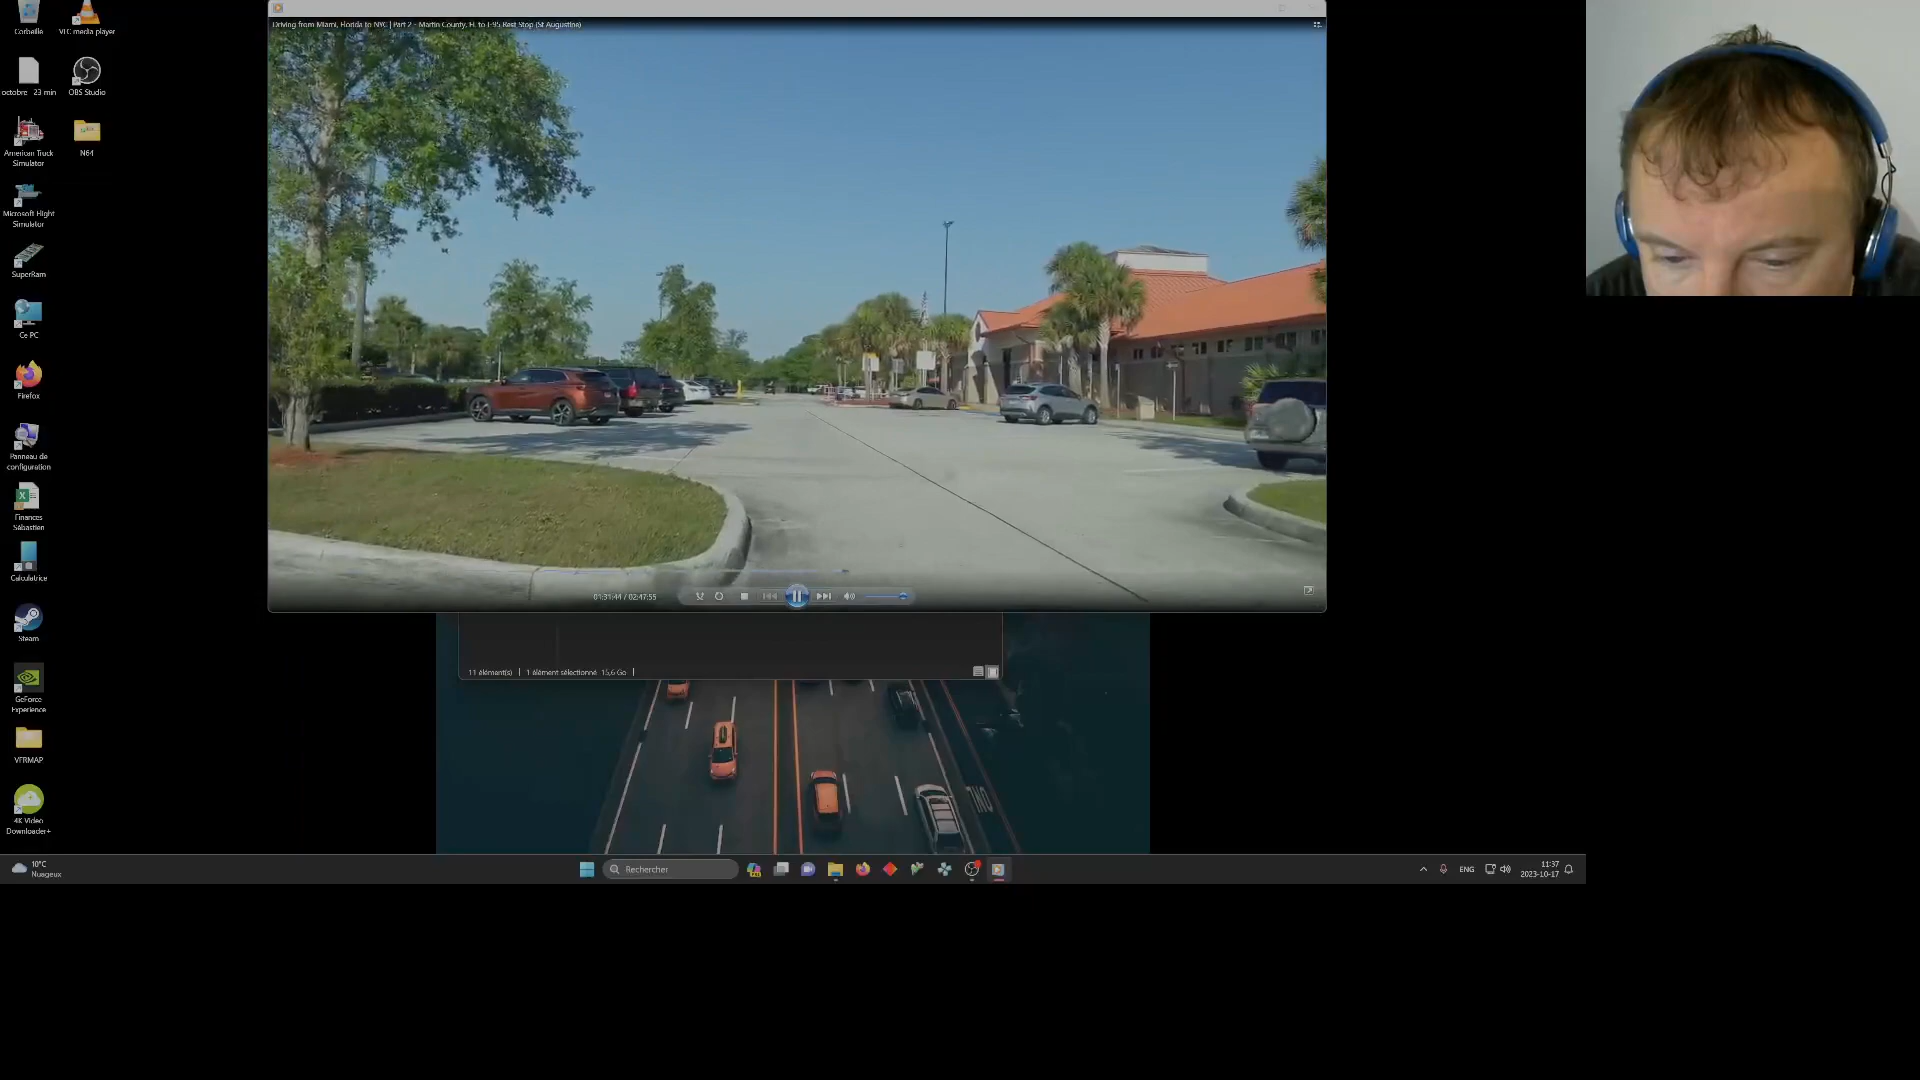 Corbeille
VLC media player
Driving from Miami, Florida to NYC | Part 2 - Martin County, FL to I-95 Rest Stop (St Augustine)
octobre 23 min
OBS Studio
American Truck
Simulator
N64
Microsoft Flight
Simulator
SuperRam
Ce PC
Firefox
Panneau de
configuration
Finances
Sébastien
Calculatrice
01:31:44 / 02:47:55
Steam
11 élément(s)
1 élément sélectionné 15,6 Go
GeForce
Experience
VFRMAP
4K Video
Downloader+
10°C
Nuageux
Rechercher
ENG
11:37
2023-10-17